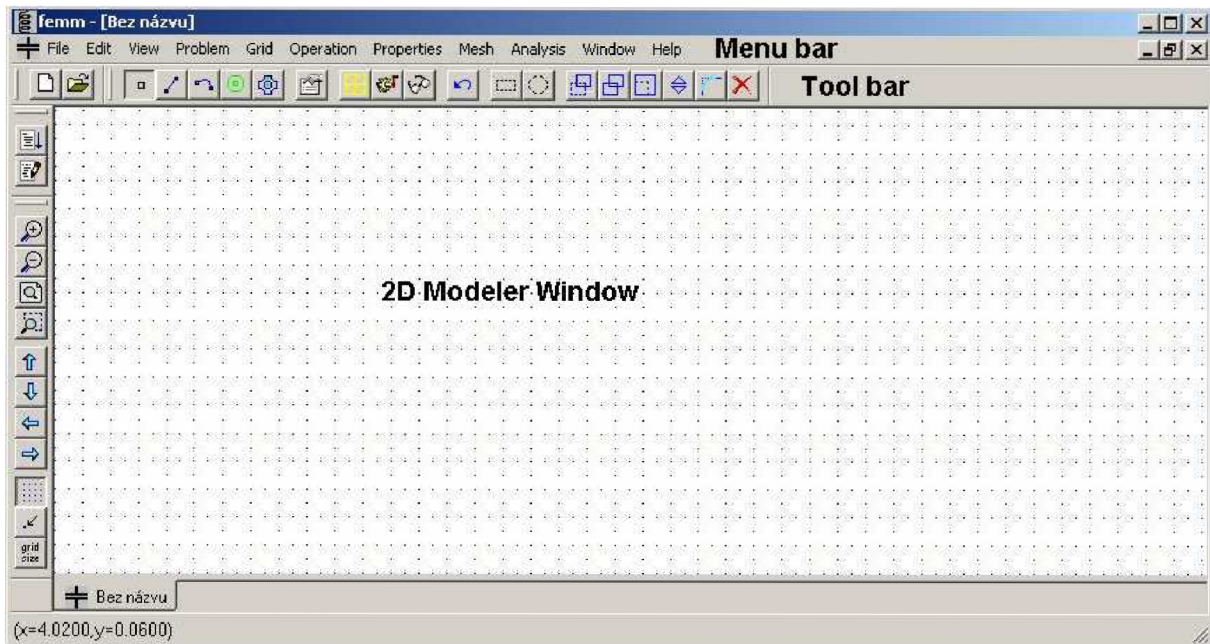 femm - [Bez názvu]
File Edit View Problem Grid Operation Properties Mesh Analysis Window Help Menu bar
Tool bar
2D Modeler Window
grid
size
Bez názvu
(x=4.0200,y=0.0600)